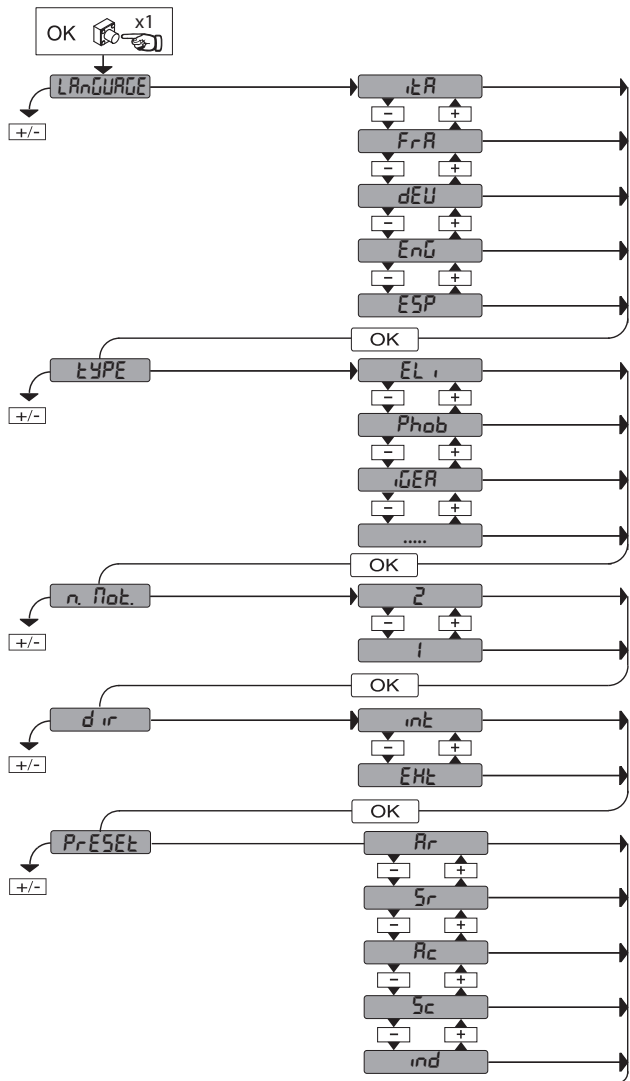 OK x1
LAnGUAGE itA
+/- - +
FrA
- +
dEU
- +
EnG
- +
ESP
OK
tYPE ELi
+/- - +
Phob
- +
iGEA
- +
.....
OK
n. Mot. 2
+/- - +
1
OK
dir int
+/- - +
EHt
OK
PrESEt Ar
+/- - +
Sr
- +
Ac
- +
Sc
- +
ind